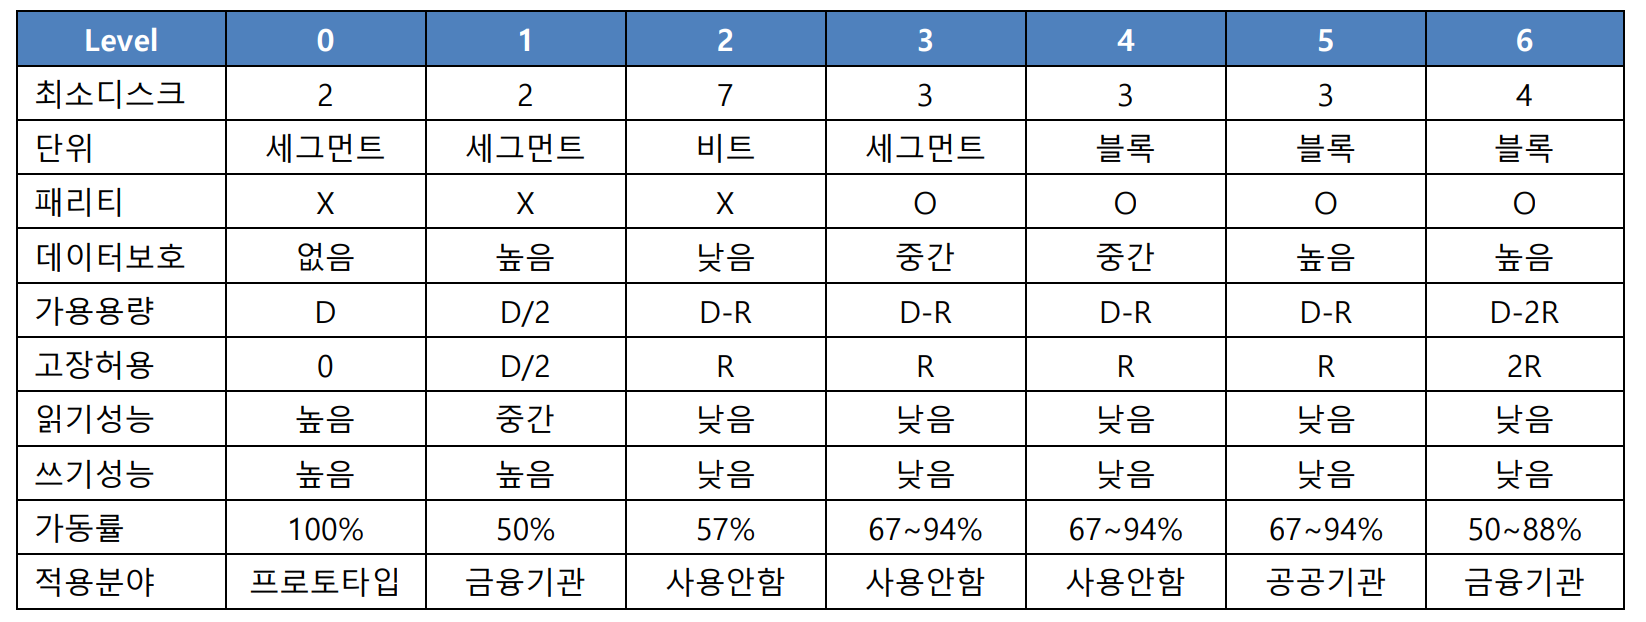 Level 0 1 2 3 4 5 6
최소디스크 2 2 7 3 3 3 4
단위 세그먼트 세그먼트 비트 세그먼트 블록 블록 블록
패리티 X X X O O O O
데이터보호 없음 높음 낮음 중간 중간 높음 높음
가용용량 D D/2 D-R D-R D-R D-R D-2R
고장허용 0 D/2 R R R R 2R
읽기성능 높음 중간 낮음 낮음 낮음 낮음 낮음
쓰기성능 높음 높음 낮음 낮음 낮음 낮음 낮음
가동률 100% 50% 57% 67~94% 67~94% 67~94% 50~88%
적용분야 프로토타입 금융기관 사용안함 사용안함 사용안함 공공기관 금융기관